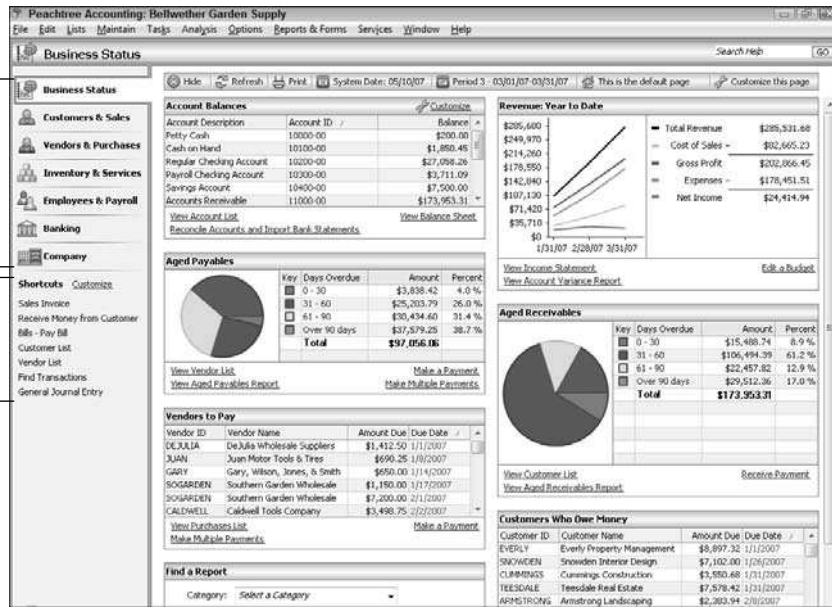 Peachtree Accounting: Bellwether Garden Supply
File Edit Lists Maintain Tasks Analysis Options Reports & Forms Services Window Help
Business Status
Search Help GO
Business Status
Customers & Sales
Vendors & Purchases
Inventory & Services
Employees & Payroll
Banking
Company
Shortcuts Customize
Sales Invoice
Receive Money from Customer
Bills - Pay Bill
Customer List
Vendor List
Find Transactions
General Journal Entry
Hide Refresh Print System Date: 05/10/07 Period 3 - 03/01/07-03/31/07 This is the default page Customize this page
Account Balances Customize
Account Description Account ID / Balance
Petty Cash 10000-00 $200.00
Cash on Hand 10100-00 $1,850.45
Regular Checking Account 10200-00 $27,058.26
Payroll Checking Account 10300-00 $3,711.09
Savings Account 10400-00 $7,500.00
Accounts Receivable 11000-00 $173,953.31
View Account List View Balance Sheet
Reconcile Accounts and Import Bank Statements
Aged Payables
Key Days Overdue Amount Percent
0 - 30 $3,838.42 4.0 %
31 - 60 $25,203.79 26.0 %
61 - 90 $30,434.60 31.4 %
Over 90 days $37,579.25 38.7 %
Total $97,056.06
View Vendor List Make a Payment
View Aged Payables Report Make Multiple Payments
Vendors to Pay
Vendor ID Vendor Name Amount Due Due Date /
DEJULIA DeJulia Wholesale Suppliers $1,412.50 1/1/2007
JUAN Juan Motor Tools & Tires $690.25 1/8/2007
GARY Gary, Wilson, Jones, & Smith $650.00 1/14/2007
SOGARDEN Southern Garden Wholesale $1,150.00 1/17/2007
SOGARDEN Southern Garden Wholesale $7,200.00 2/1/2007
CALDWELL Caldwell Tools Company $3,498.75 2/2/2007
View Purchases List Make a Payment
Make Multiple Payments
Find a Report
Category: Select a Category
Revenue: Year to Date
$285,680
$249,970
$214,260
$178,550
$142,840
$107,130
$71,420
$35,710
$0
1/31/07 2/28/07 3/31/07
Total Revenue $285,531.68
Cost of Sales - $82,665.23
Gross Profit $202,866.45
Expenses - $178,451.51
Net Income $24,414.94
View Income Statement Edit a Budget
View Account Variance Report
Aged Receivables
Key Days Overdue Amount Percent
0 - 30 $15,488.74 8.9 %
31 - 60 $106,494.39 61.2 %
61 - 90 $22,457.82 12.9 %
Over 90 days $29,512.36 17.0 %
Total $173,953.31
View Customer List Receive Payment
View Aged Receivables Report
Customers Who Owe Money
Customer ID Customer Name Amount Due Due Date /
EVERLY Everly Property Management $8,897.32 1/1/2007
SNOWDEN Snowden Interior Design $7,102.00 1/26/2007
CUMMINGS Cummings Construction $3,550.68 1/31/2007
TEESDALE Teesdale Real Estate $7,578.42 1/31/2007
ARMSTRONG Armstrong Landscaping $2,383.94 2/8/2007